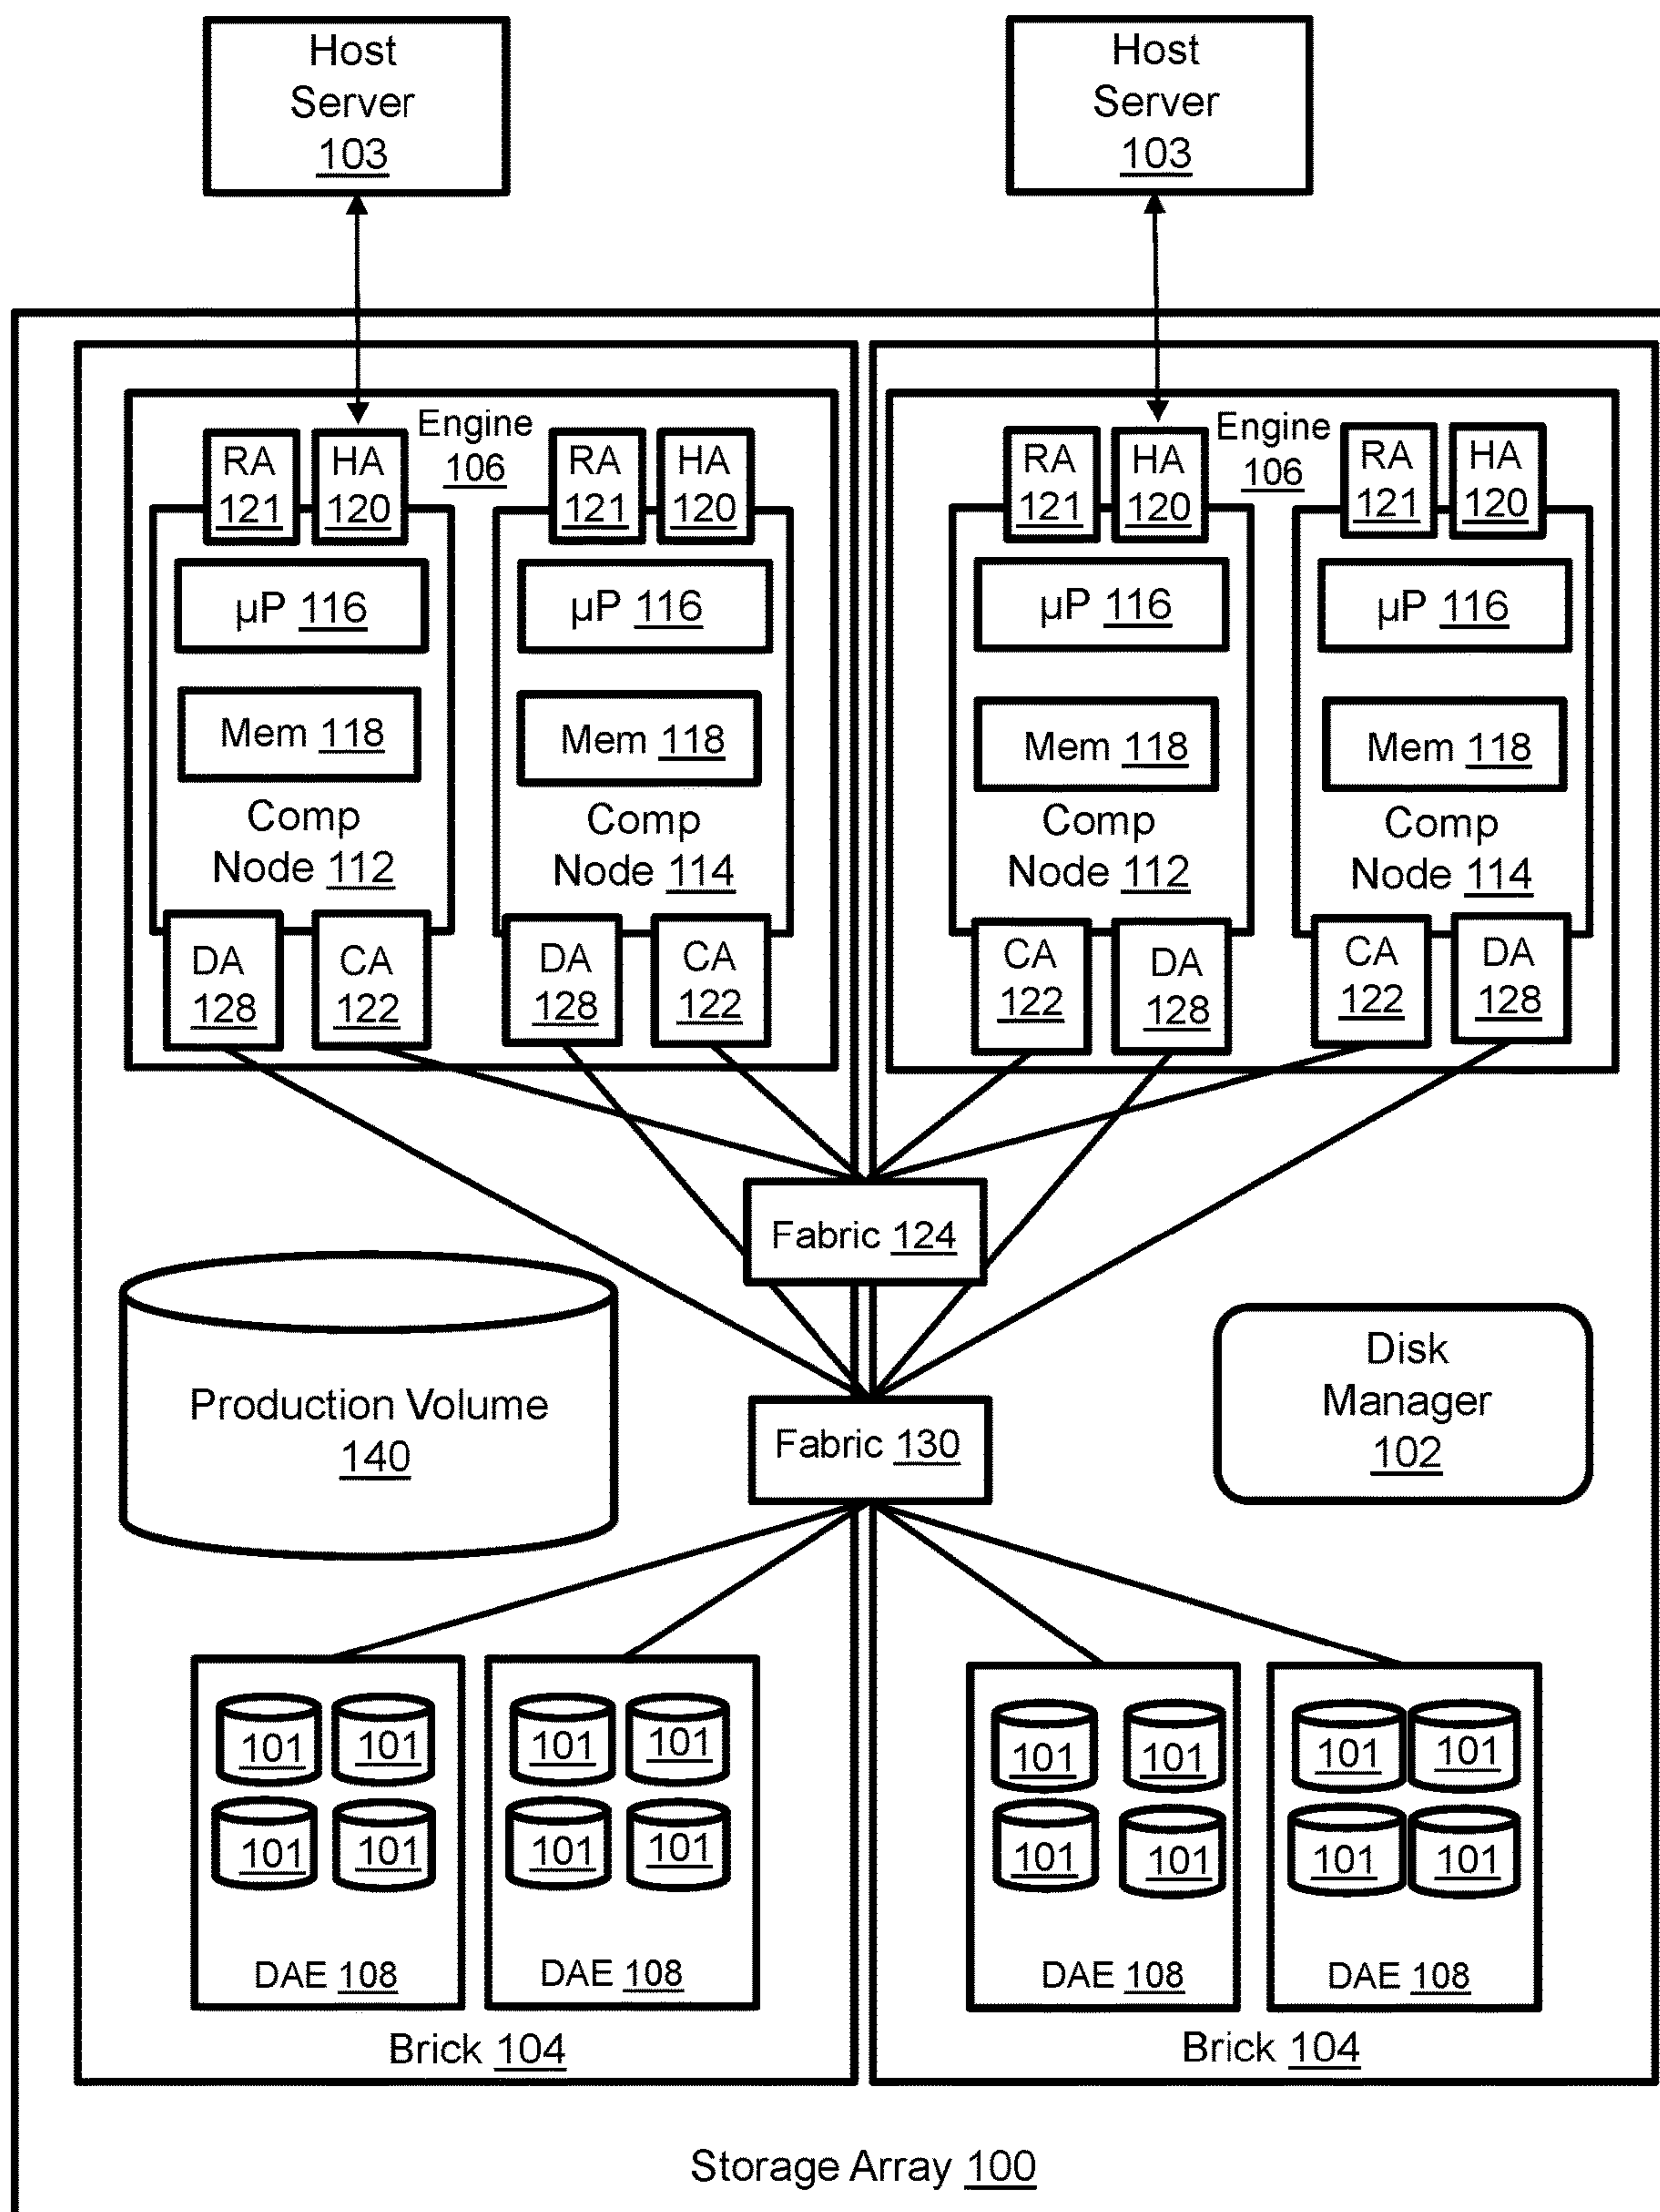 Host
Server
103
Host
Server
103
Engine
106
RA
121
HA
120
RA
121
HA
120
µP 116
µP 116
Mem 118
Mem 118
Comp
Node 112
Comp
Node 114
DA
128
CA
122
DA
128
CA
122
Engine
106
RA
121
HA
120
RA
121
HA
120
µP 116
µP 116
Mem 118
Mem 118
Comp
Node 112
Comp
Node 114
CA
122
DA
128
CA
122
DA
128
Fabric 124
Production Volume
140
Fabric 130
Disk
Manager
102
101 101
101 101
DAE 108
101 101
101 101
DAE 108
Brick 104
101 101
101 101
DAE 108
101 101
101 101
DAE 108
Brick 104
Storage Array 100